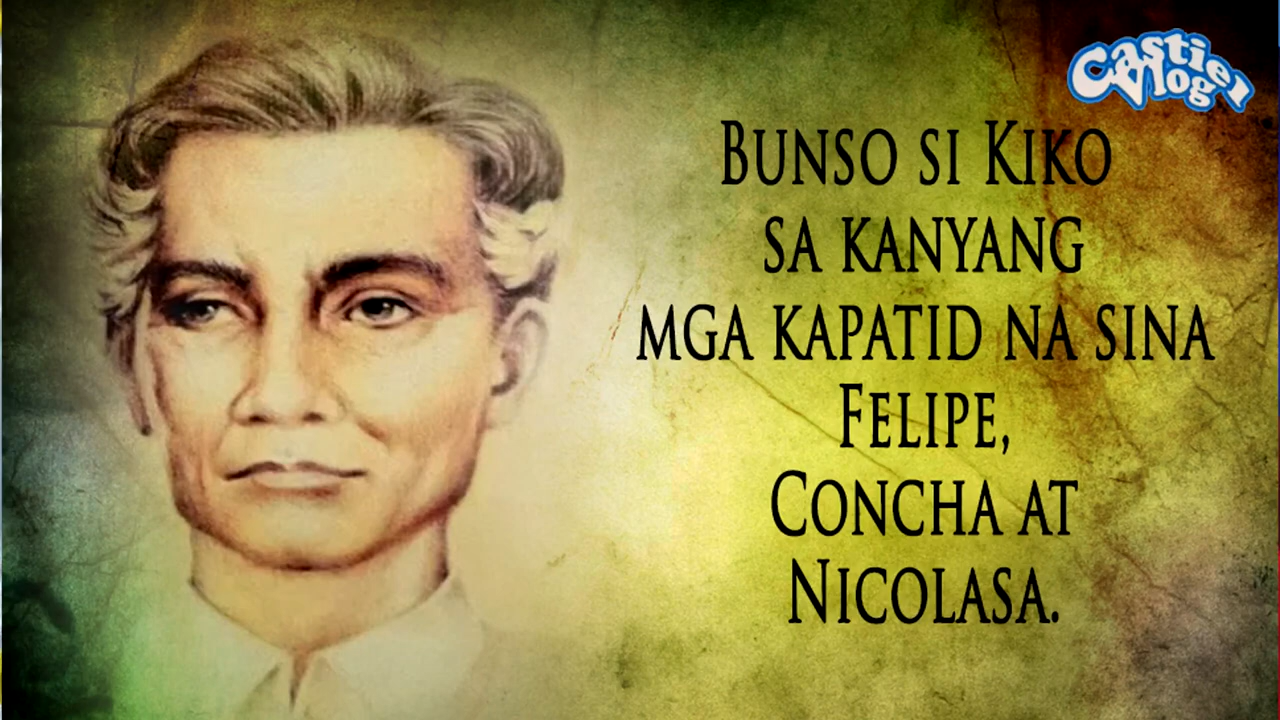 Castiel
Vlog
Bunso si Kiko
sa kanyang
mga kapatid na sina
Felipe,
Concha at
Nicolasa.